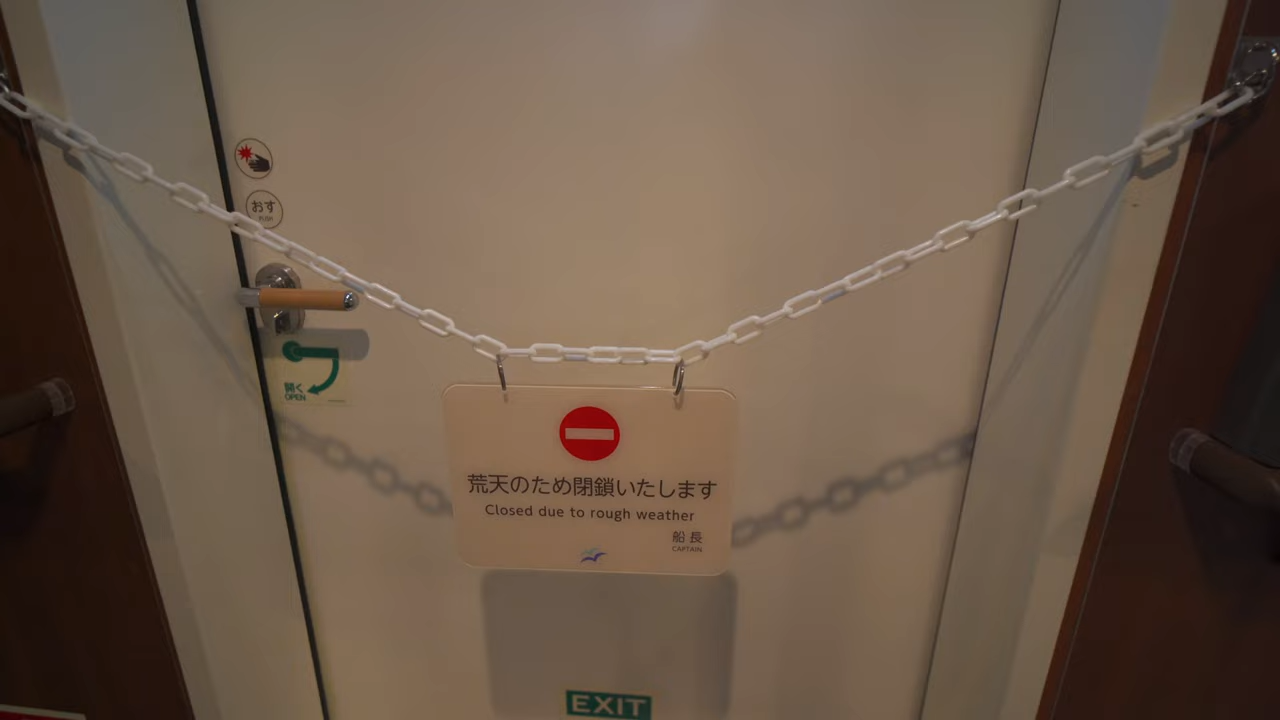 おす
PUSH
開く
OPEN
荒天のため閉鎖いたします
Closed due to rough weather
船長
CAPTAIN
EXIT